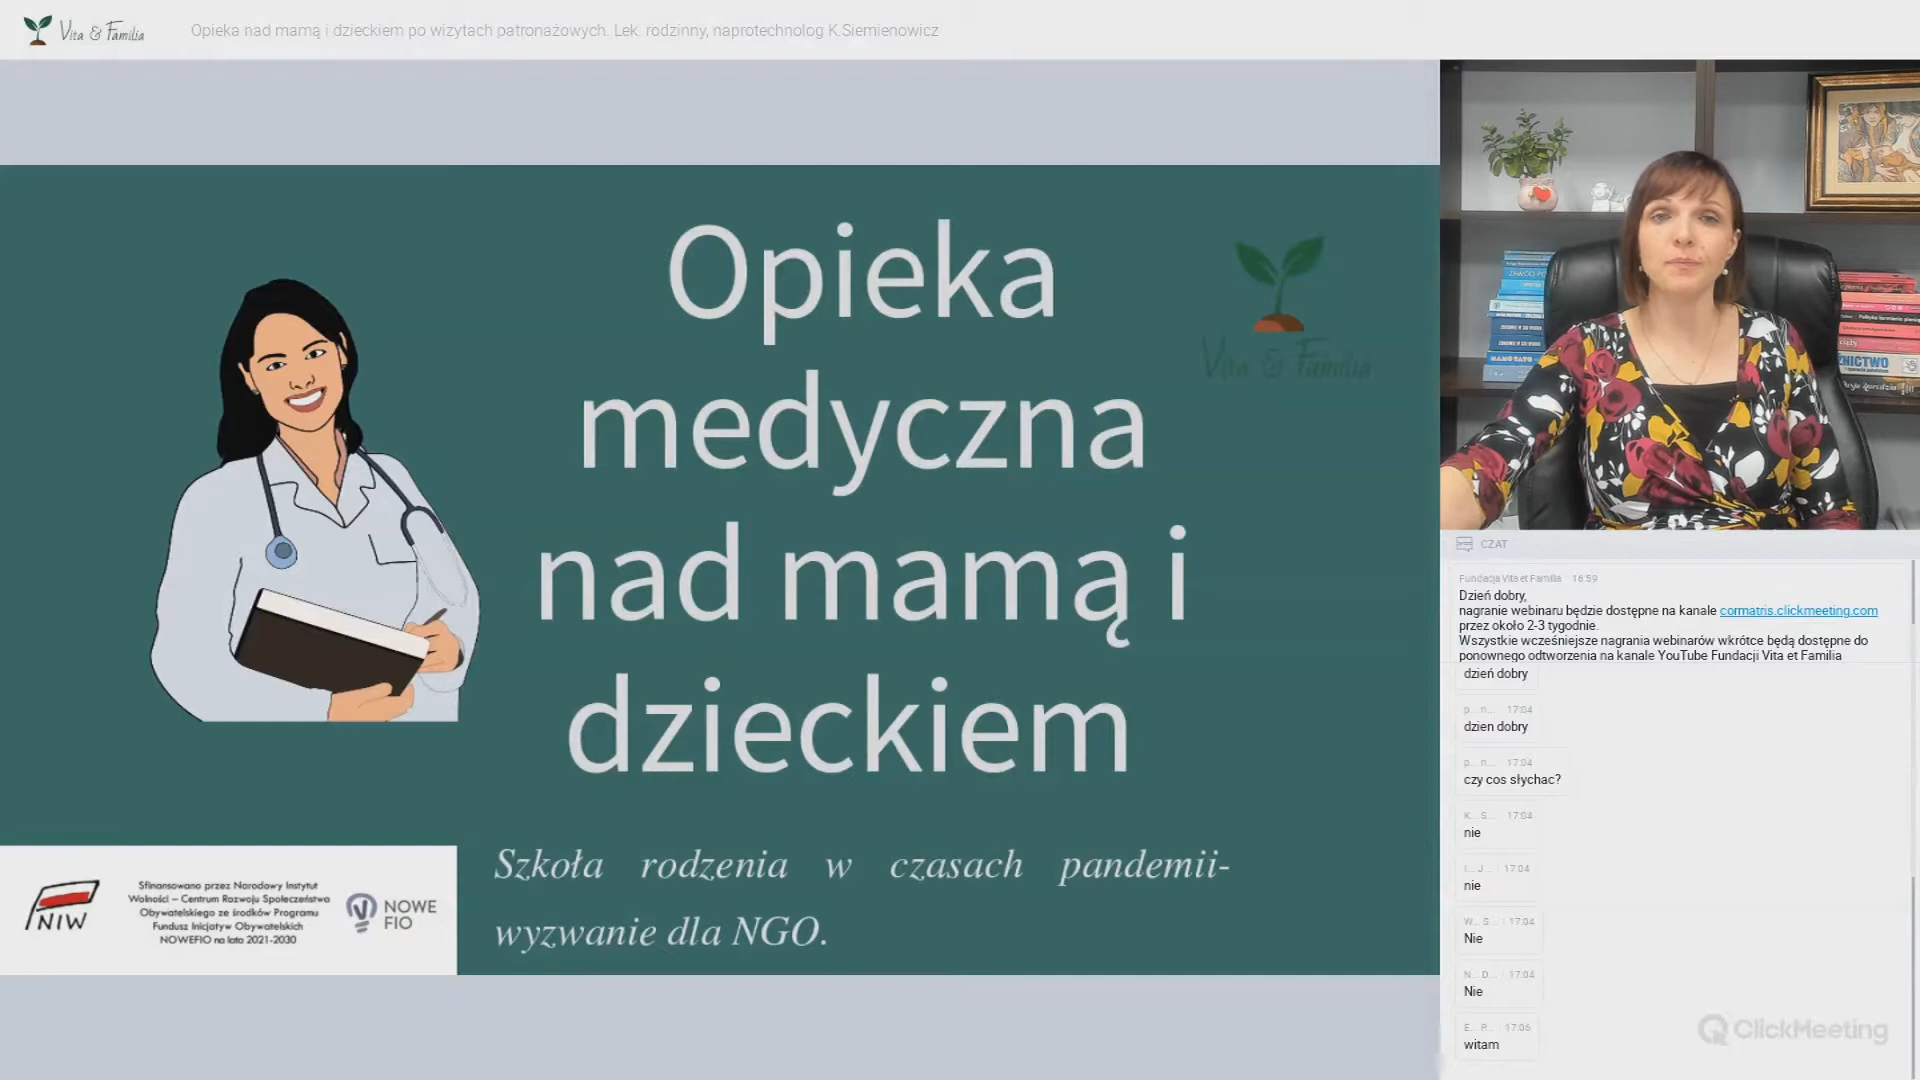 Vita & Familia
Opieka nad mamą i dzieckiem po wizytach patronażowych. Lek. rodzinny, naprotechnolog K.Siemienowicz
Opieka
medyczna
nad mamą i
dzieckiem
Vita & Familia
Szkoła rodzenia w czasach pandemii-
wyzwanie dla NGO.
NIW
Sfinansowano przez Narodowy Instytut
Wolności – Centrum Rozwoju Społeczeństwa
Obywatelskiego ze środków Programu
Fundusz Inicjatyw Obywatelskich
NOWEFIO na lata 2021-2030
NOWE
FIO
CZAT
Fundacja Vita et Familia 16:59
Dzień dobry,
nagranie webinaru będzie dostępne na kanale cormatris.clickmeeting.com
przez około 2-3 tygodnie.
Wszystkie wcześniejsze nagrania webinarów wkrótce będą dostępne do
ponownego odtworzenia na kanale YouTube Fundacji Vita et Familia
dzień dobry
p... n... 17:04
dzien dobry
p... n... 17:04
czy cos słychac?
K... S... 17:04
nie
I... J... 17:04
nie
W... S... 17:04
Nie
N... D... 17:04
Nie
E... P... 17:06
witam
ClickMeeting